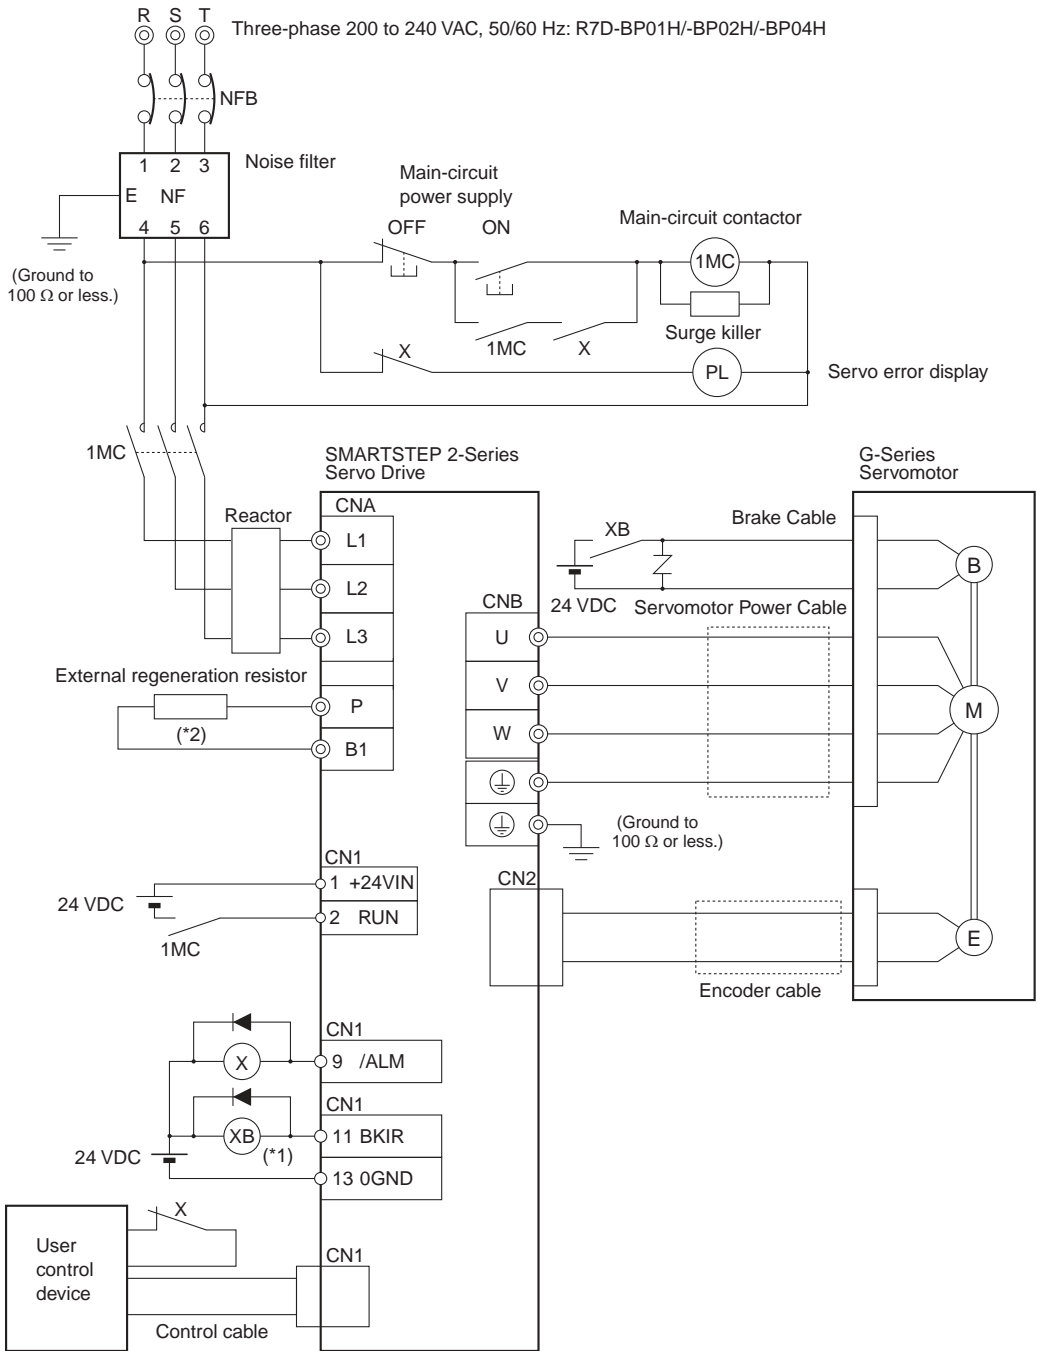 R S T
Three-phase 200 to 240 VAC, 50/60 Hz: R7D-BP01H/-BP02H/-BP04H
NFB
Noise filter
1 2 3
E NF
4 5 6
(Ground to
100 Ω or less.)
Main-circuit
power supply
OFF ON
Main-circuit contactor
1MC
Surge killer
1MC X
X
PL
Servo error display
1MC
SMARTSTEP 2-Series
Servo Drive
G-Series
Servomotor
Reactor
CNA
L1
L2
L3
External regeneration resistor
(*2)
P
B1
XB
Brake Cable
24 VDC
B
CNB
Servomotor Power Cable
U
V
W
M
(Ground to
100 Ω or less.)
CN1
1 +24VIN
2 RUN
24 VDC
1MC
CN2
E
Encoder cable
CN1
X
9 /ALM
CN1
XB
(*1)
11 BKIR
24 VDC
13 0GND
X
User
control
device
CN1
Control cable